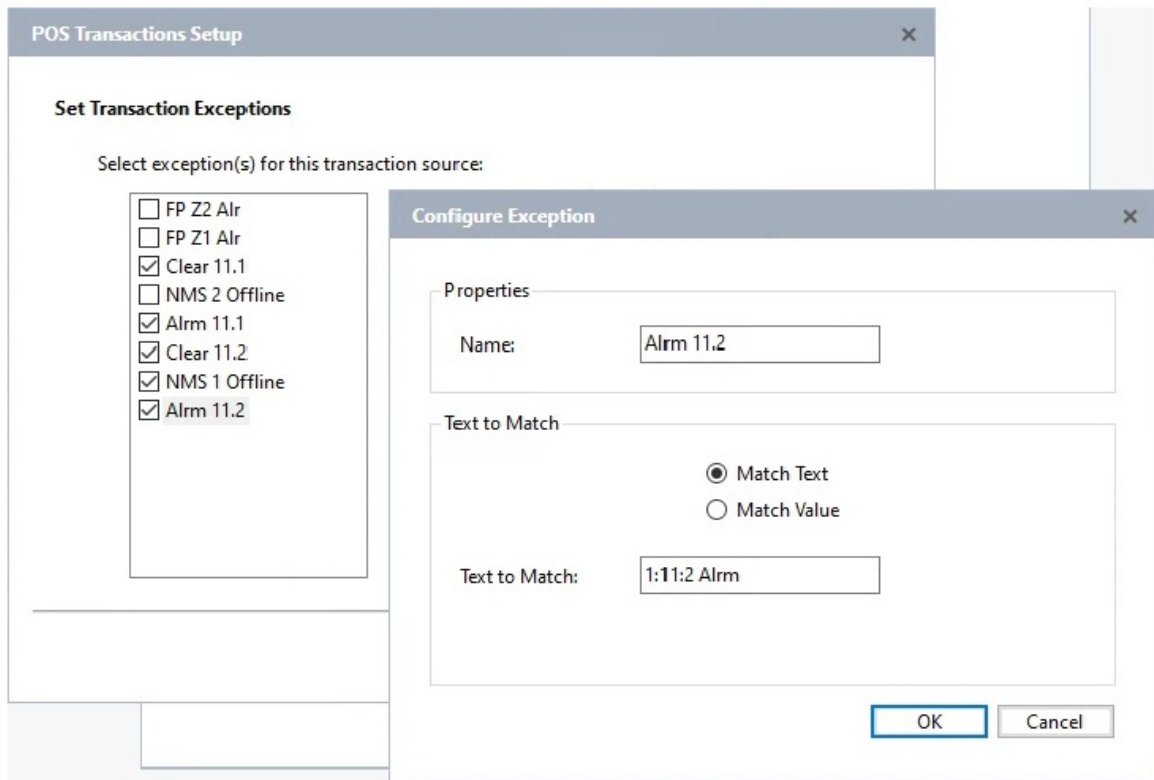 POS Transactions Setup
Set Transaction Exceptions
Select exception(s) for this transaction source:
FP Z2 Alr
FP Z1 Alr
Clear 11.1
NMS 2 Offline
Alrm 11.1
Clear 11.2
NMS 1 Offline
Alrm 11.2
Configure Exception
Properties
Name:
Alrm 11.2
Text to Match
Match Text
Match Value
Text to Match:
1:11:2 Alrm
OK
Cancel